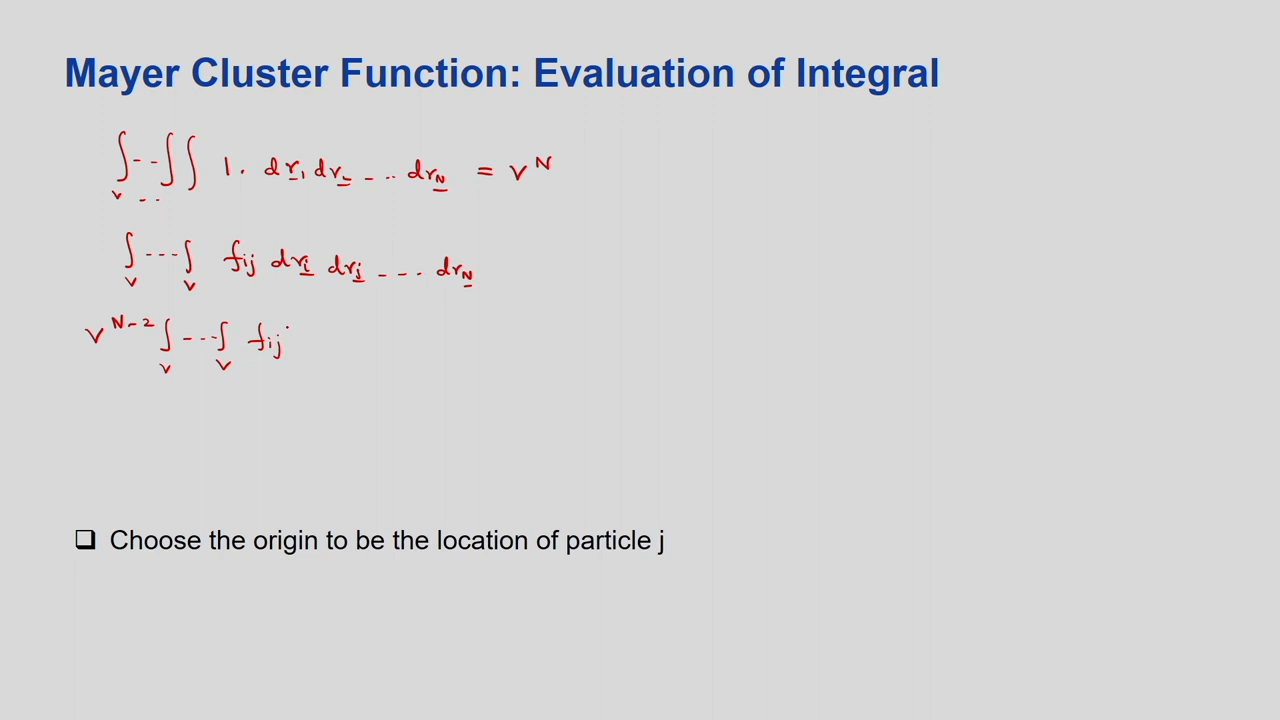 Mayer Cluster Function: Evaluation of Integral
∫--∫∫ 1. dr₁ dr₂ --.. dr_N = V^N
V - -.
∫---∫ fij dri drj ---. dr_N
V V
V^N-2 ∫---∫ fij
V V
❑ Choose the origin to be the location of particle j